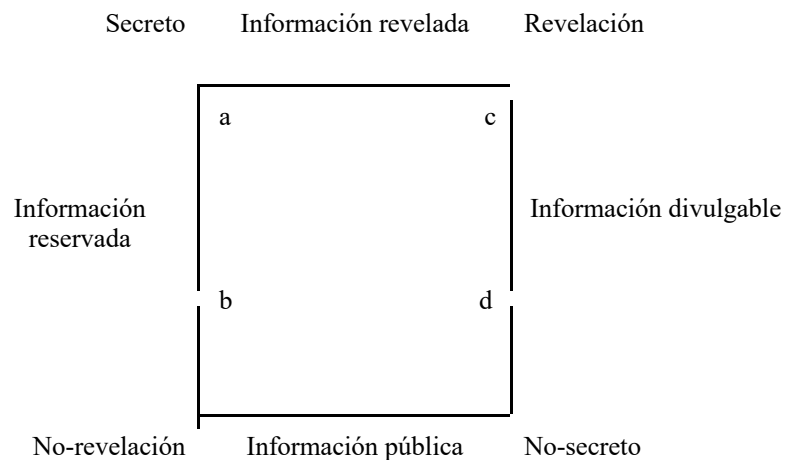 Secreto Información revelada Revelación
a c
Información
reservada
Información divulgable
b d
No-revelación Información pública No-secreto